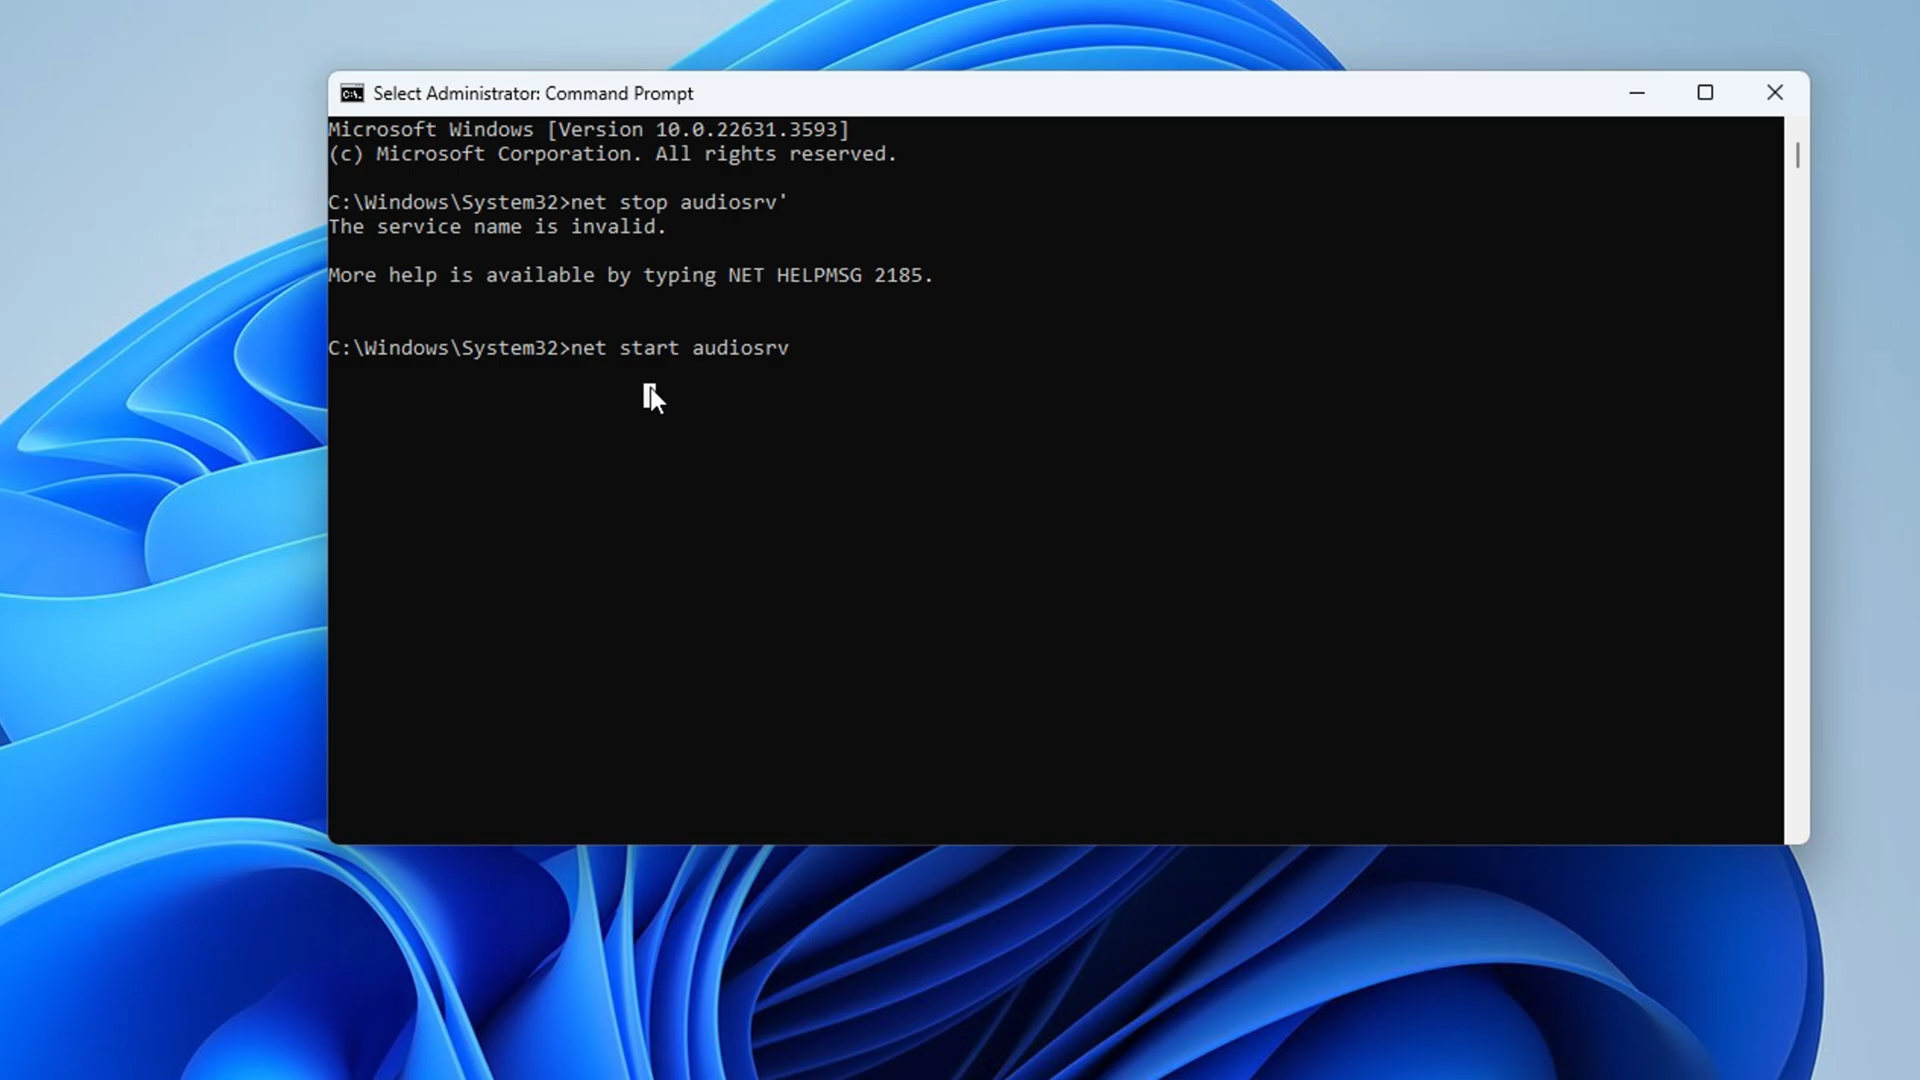 Select Administrator: Command Prompt
Microsoft Windows [Version 10.0.22631.3593]
(c) Microsoft Corporation. All rights reserved.
C:\Windows\System32>net stop audiosrv'
The service name is invalid.
More help is available by typing NET HELPMSG 2185.
C:\Windows\System32>net start audiosrv